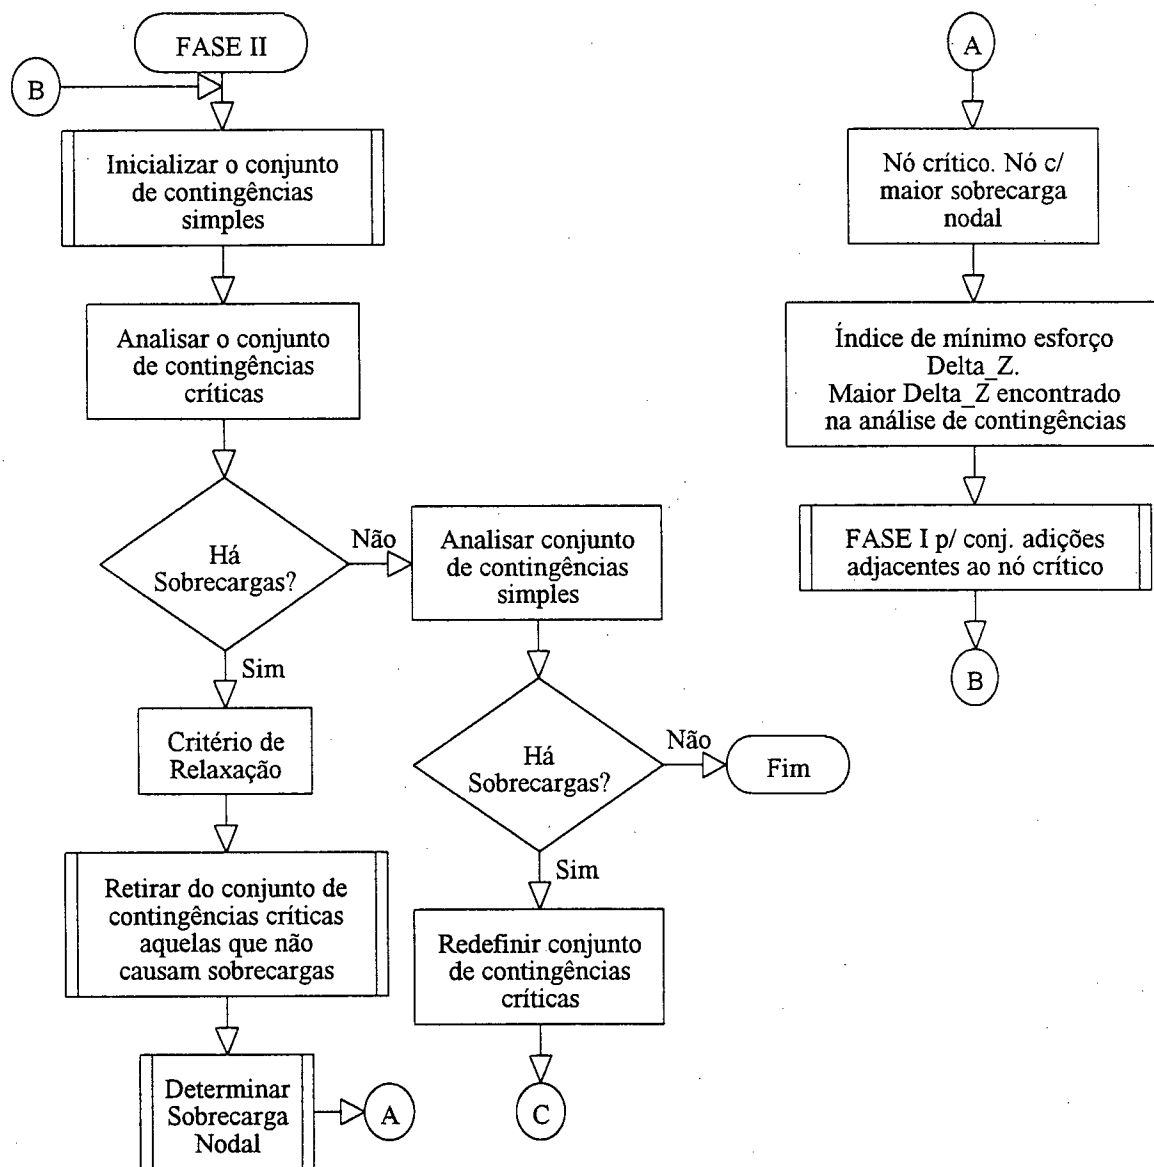 FASE II
B
Inicializar o conjunto
de contingências
simples
Analisar o conjunto
de contingências
críticas
Há
Sobrecargas?
Não
Sim
Analisar conjunto
de contingências
simples
Critério de
Relaxação
Há
Sobrecargas?
Não
Fim
Sim
Retirar do conjunto de
contingências críticas
aquelas que não
causam sobrecargas
Redefinir conjunto
de contingências
críticas
Determinar
Sobrecarga
Nodal
A
C
A
Nó crítico. Nó c/
maior sobrecarga
nodal
Índice de mínimo esforço
Delta_Z.
Maior Delta_Z encontrado
na análise de contingências
FASE I p/ conj. adições
adjacentes ao nó crítico
B